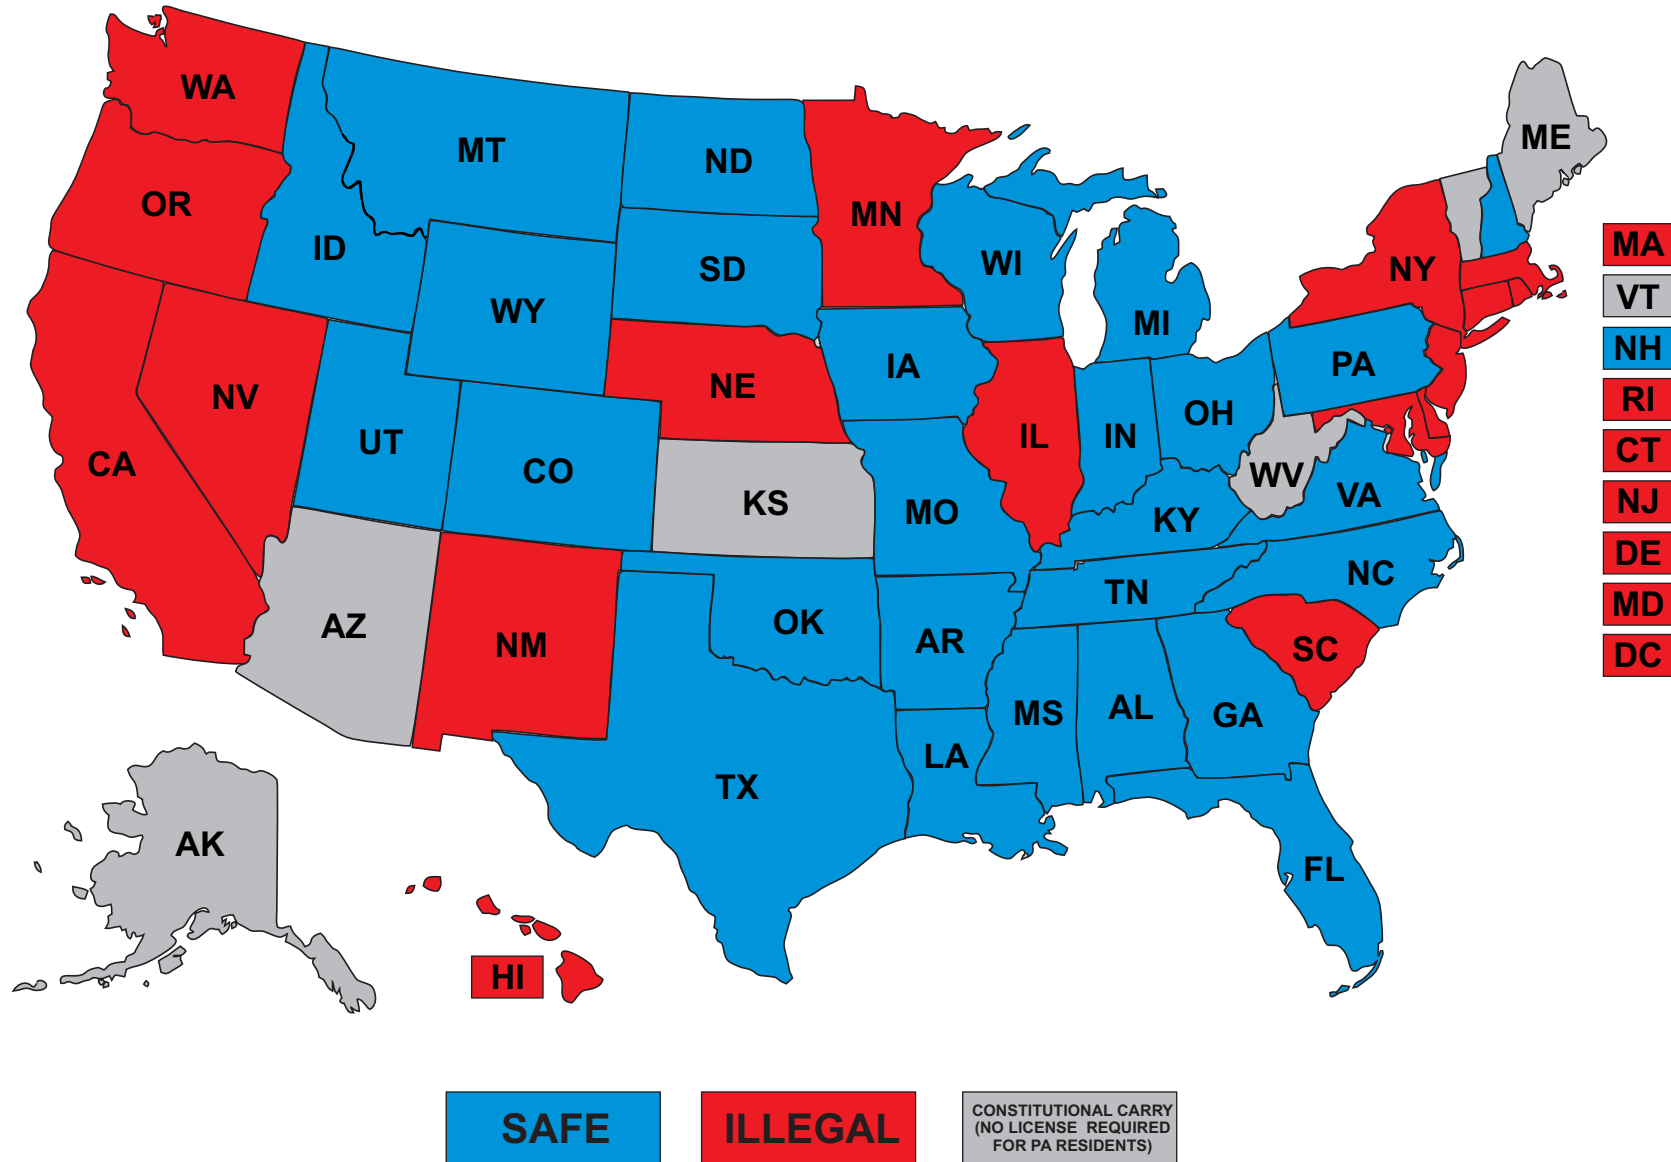 WA
MT
ND
ME
OR
MN
ID
SD
WI
NY
MA
VT
WY
MI
NH
IA
PA
NE
NV
RI
OH
UT
IL
IN
CT
CA
CO
WV
KS
VA
NJ
MO
KY
DE
NC
TN
MD
AZ
OK
AR
NM
SC
DC
MS
AL
GA
LA
TX
AK
FL
HI
SAFE
ILLEGAL
CONSTITUTIONAL CARRY
(NO LICENSE REQUIRED
FOR PA RESIDENTS)